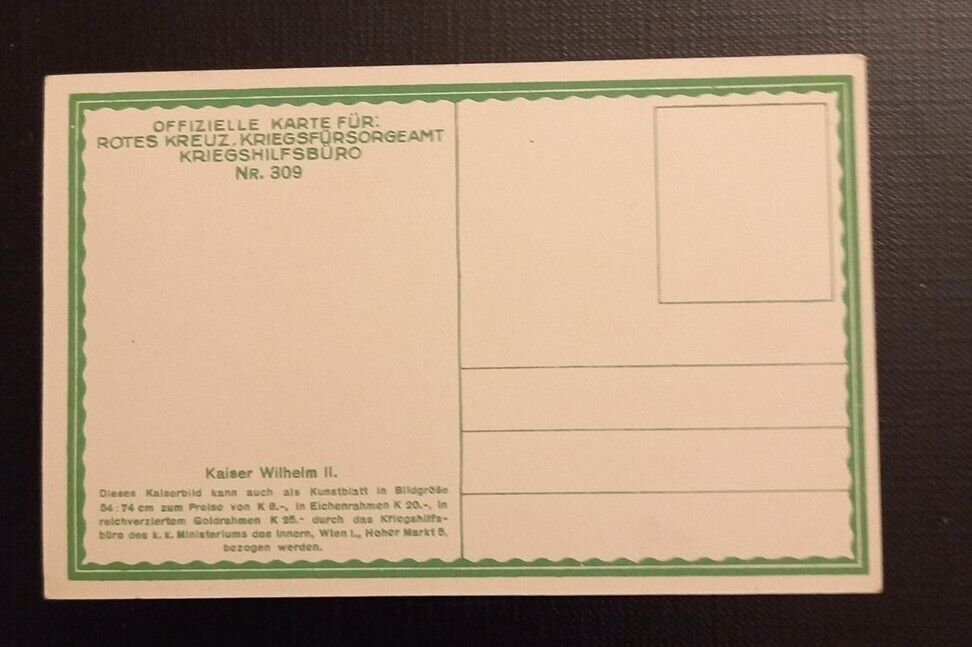 OFFIZIELLE KARTE FÜR:
ROTES KREUZ, KRIEGSFÜRSORGEAMT
KRIEGSHILFSBÜRO
NR. 309
Kaiser Wilhelm II.
Dieses Kaiserbild kann auch als Kunstblatt in Bildgröße
54 : 74 cm zum Preise von K 8.-, in Eichenrahmen K 20.-, in
reichverziertem Goldrahmen K 25.- durch das Kriegshilfs-
büro des k. k. Ministeriums des Innern, Wien I., Hoher Markt 5,
bezogen werden.